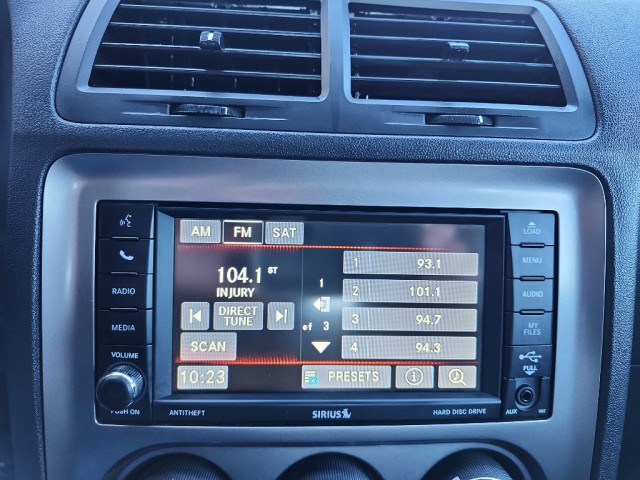 AM FM SAT
104.1 ST
INJURY
DIRECT TUNE
SCAN
10:23
1
of 3
1 93.1
2 101.1
3 94.7
4 94.3
PRESETS
RADIO
MEDIA
VOLUME
PUSH ON
ANTITHEFT
SIRIUS
HARD DISC DRIVE
LOAD
MENU
AUDIO
MY FILES
PULL
AUX